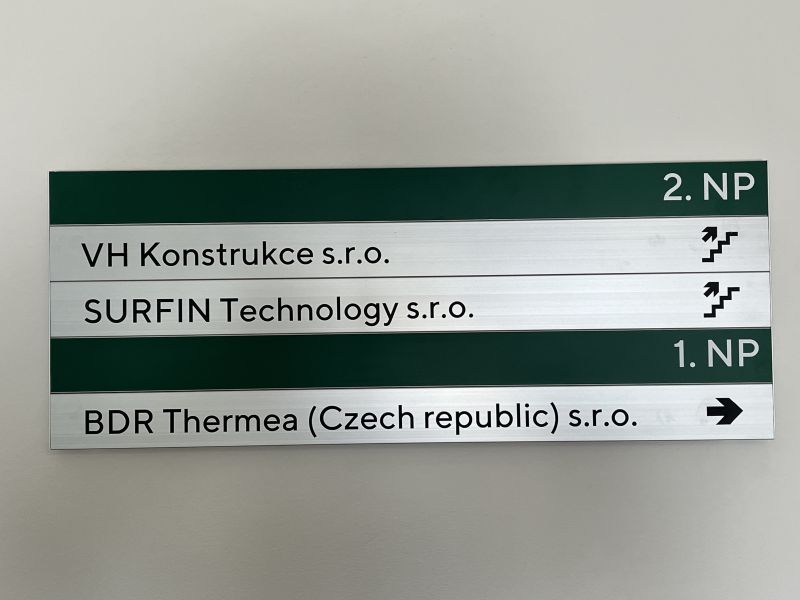 2. NP
VH Konstrukce s.r.o.
SURFIN Technology s.r.o.
1. NP
BDR Thermea (Czech republic) s.r.o.